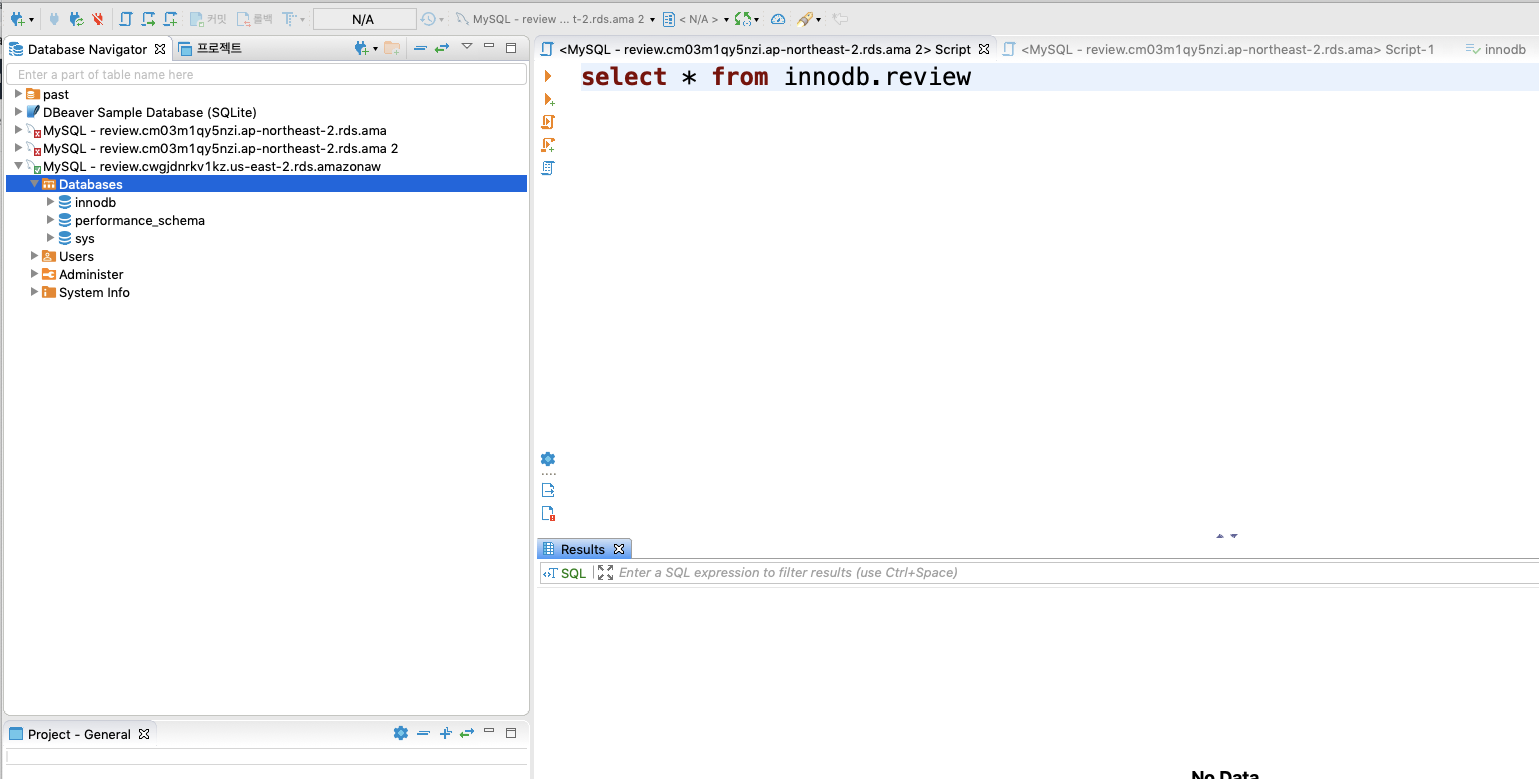 커밋 롤백 N/A MySQL - review ... t-2.rds.ama 2 < N/A >
Database Navigator 프로젝트
Enter a part of table name here
past
DBeaver Sample Database (SQLite)
MySQL - review.cm03m1qy5nzi.ap-northeast-2.rds.ama
MySQL - review.cm03m1qy5nzi.ap-northeast-2.rds.ama 2
MySQL - review.cwgjdnrkv1kz.us-east-2.rds.amazonaw
Databases
innodb
performance_schema
sys
Users
Administer
System Info
Project - General
<MySQL - review.cm03m1qy5nzi.ap-northeast-2.rds.ama 2> Script <MySQL - review.cm03m1qy5nzi.ap-northeast-2.rds.ama> Script-1 innodb
select * from innodb.review
Results
SQL Enter a SQL expression to filter results (use Ctrl+Space)
No Data